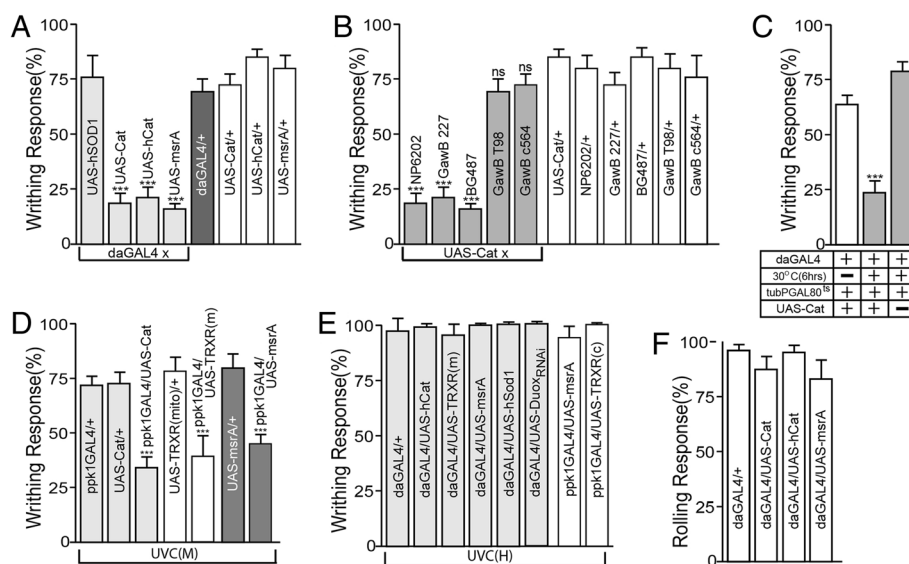 A
Writhing Response(%)
100
75
50
25
0
UAS-hSOD1
***UAS-Cat
***UAS-hCat
***UAS-msrA
daGAL4/+
UAS-Cat/+
UAS-hCat/+
UAS-msrA/+
daGAL4 x
B
Writhing Response(%)
100
75
50
25
0
***NP6202
***GawB 227
***BG487
ns
GawB T98
ns
GawB c564
UAS-Cat/+
NP6202/+
GawB 227/+
BG487/+
GawB T98/+
GawB c564/+
UAS-Cat x
C
Writhing Response(%)
100
75
50
25
0
***
daGAL4 + + +
30°C(6hrs) − + +
tubPGAL80ts + + +
UAS-Cat + + −
D
Writhing Response(%)
100
75
50
25
0
ppk1GAL4/+
UAS-Cat/+
**ppk1GAL4/UAS-Cat
UAS-TRXR(mito)/+
**ppk1GAL4/
UAS-TRXR(m)
UAS-msrA/+
**ppk1GAL4/
UAS-msrA
UVC(M)
E
Writhing Response(%)
100
75
50
25
0
daGAL4/+
daGAL4/UAS-hCat
daGAL4/UAS-TRXR(m)
daGAL4/UAS-msrA
daGAL4/UAS-hSod1
daGAL4/UAS-DuoxRNAi
ppk1GAL4/UAS-msrA
ppk1GAL4/UAS-TRXR(c)
UVC(H)
F
Rolling Response(%)
100
75
50
25
0
daGAL4/+
daGAL4/UAS-Cat
daGAL4/UAS-hCat
daGAL4/UAS-msrA